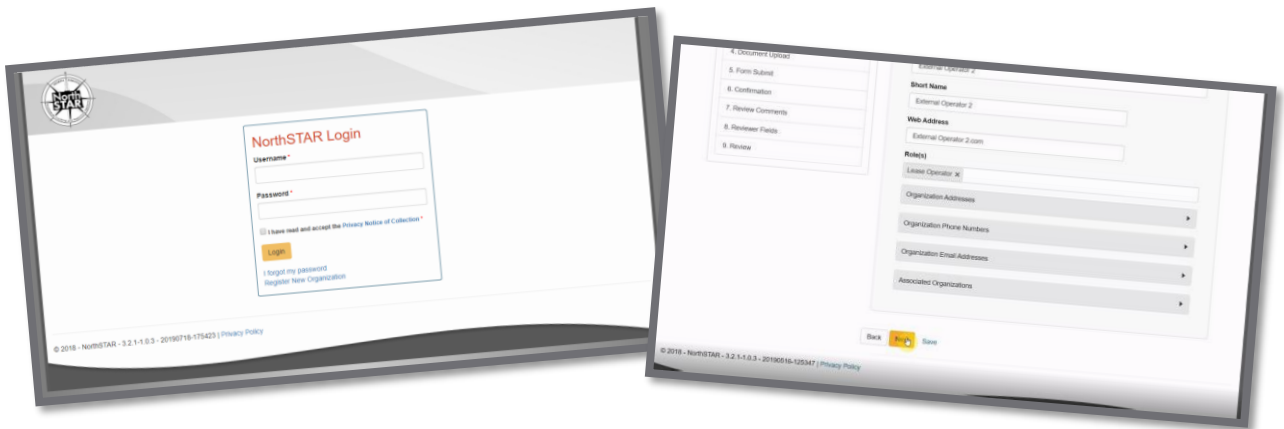 North
STAR
NorthSTAR Login
Username *
Password *
I have read and accept the Privacy Notice of Collection *
Login
I forgot my password
Register New Organization
© 2018 - NorthSTAR - 3.2.1-1.0.3 - 20190718-175423 | Privacy Policy
4. Document Upload
5. Form Submit
6. Confirmation
7. Review Comments
8. Reviewer Fields
9. Review
External Operator 2
Short Name
External Operator 2
Web Address
External Operator 2.com
Role(s)
Lease Operator ×
Organization Addresses
Organization Phone Numbers
Organization Email Addresses
Associated Organizations
Back
Save
© 2018 - NorthSTAR - 3.2.1-1.0.3 - 20190516-125347 | Privacy Policy